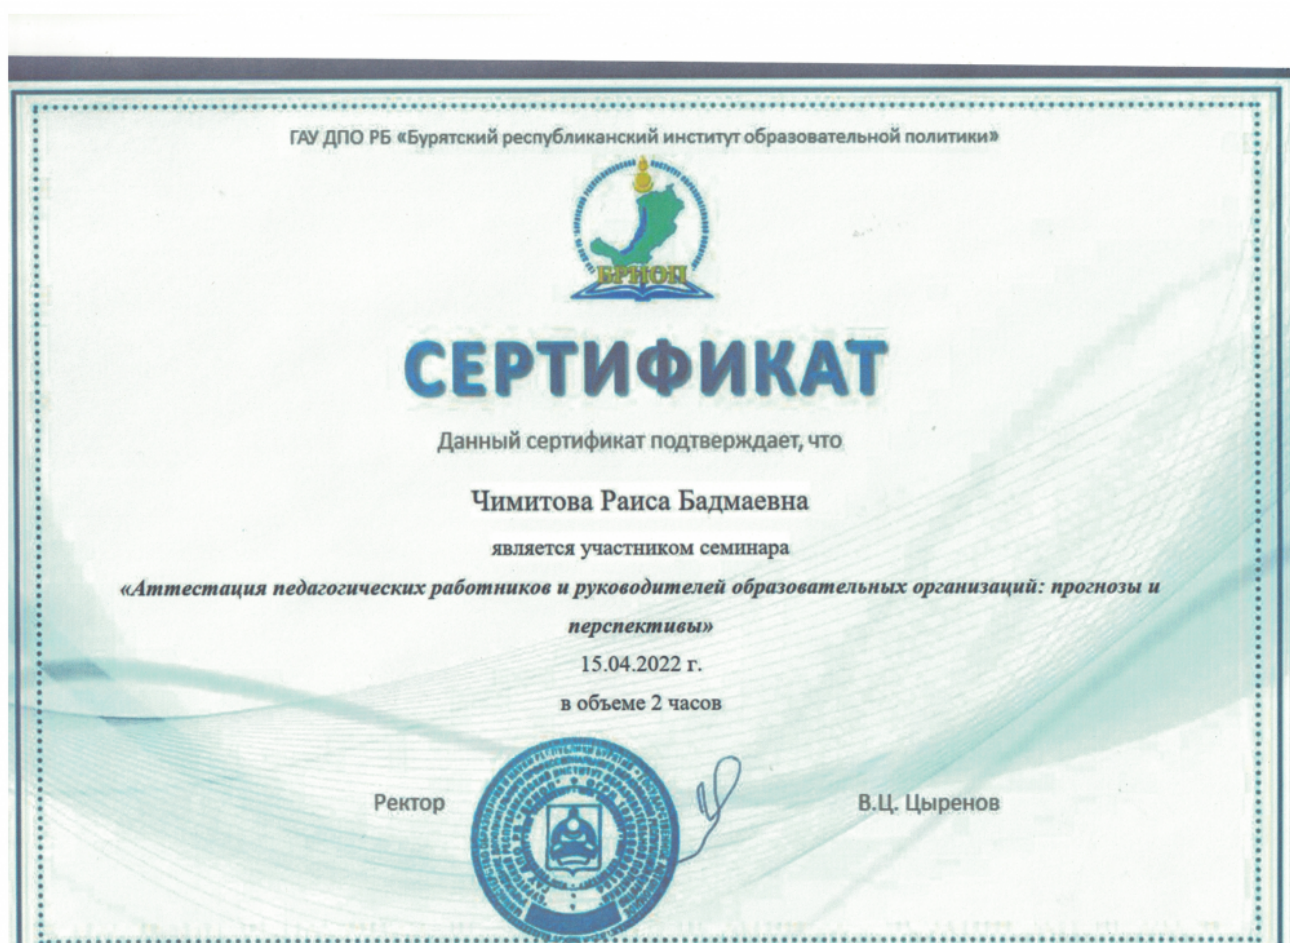 ГАУ ДПО РБ «Бурятский республиканский институт образовательной политики»
БРИОП
СЕРТИФИКАТ
Данный сертификат подтверждает, что
Чимитова Раиса Бадмаевна
является участником семинара
«Аттестация педагогических работников и руководителей образовательных организаций: прогнозы и
перспективы»
15.04.2022 г.
в объеме 2 часов
Ректор
В.Ц. Цыренов